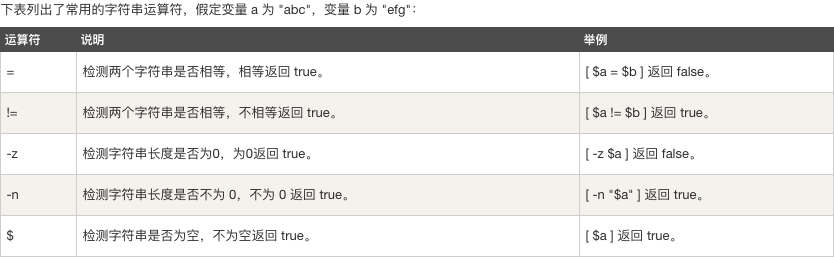 下表列出了常用的字符串运算符，假定变量 a 为 "abc"，变量 b 为 "efg"：
运算符 说明 举例
= 检测两个字符串是否相等，相等返回 true。 [ $a = $b ] 返回 false。
!= 检测两个字符串是否相等，不相等返回 true。 [ $a != $b ] 返回 true。
-z 检测字符串长度是否为0，为0返回 true。 [ -z $a ] 返回 false。
-n 检测字符串长度是否不为 0，不为 0 返回 true。 [ -n "$a" ] 返回 true。
$ 检测字符串是否为空，不为空返回 true。 [ $a ] 返回 true。